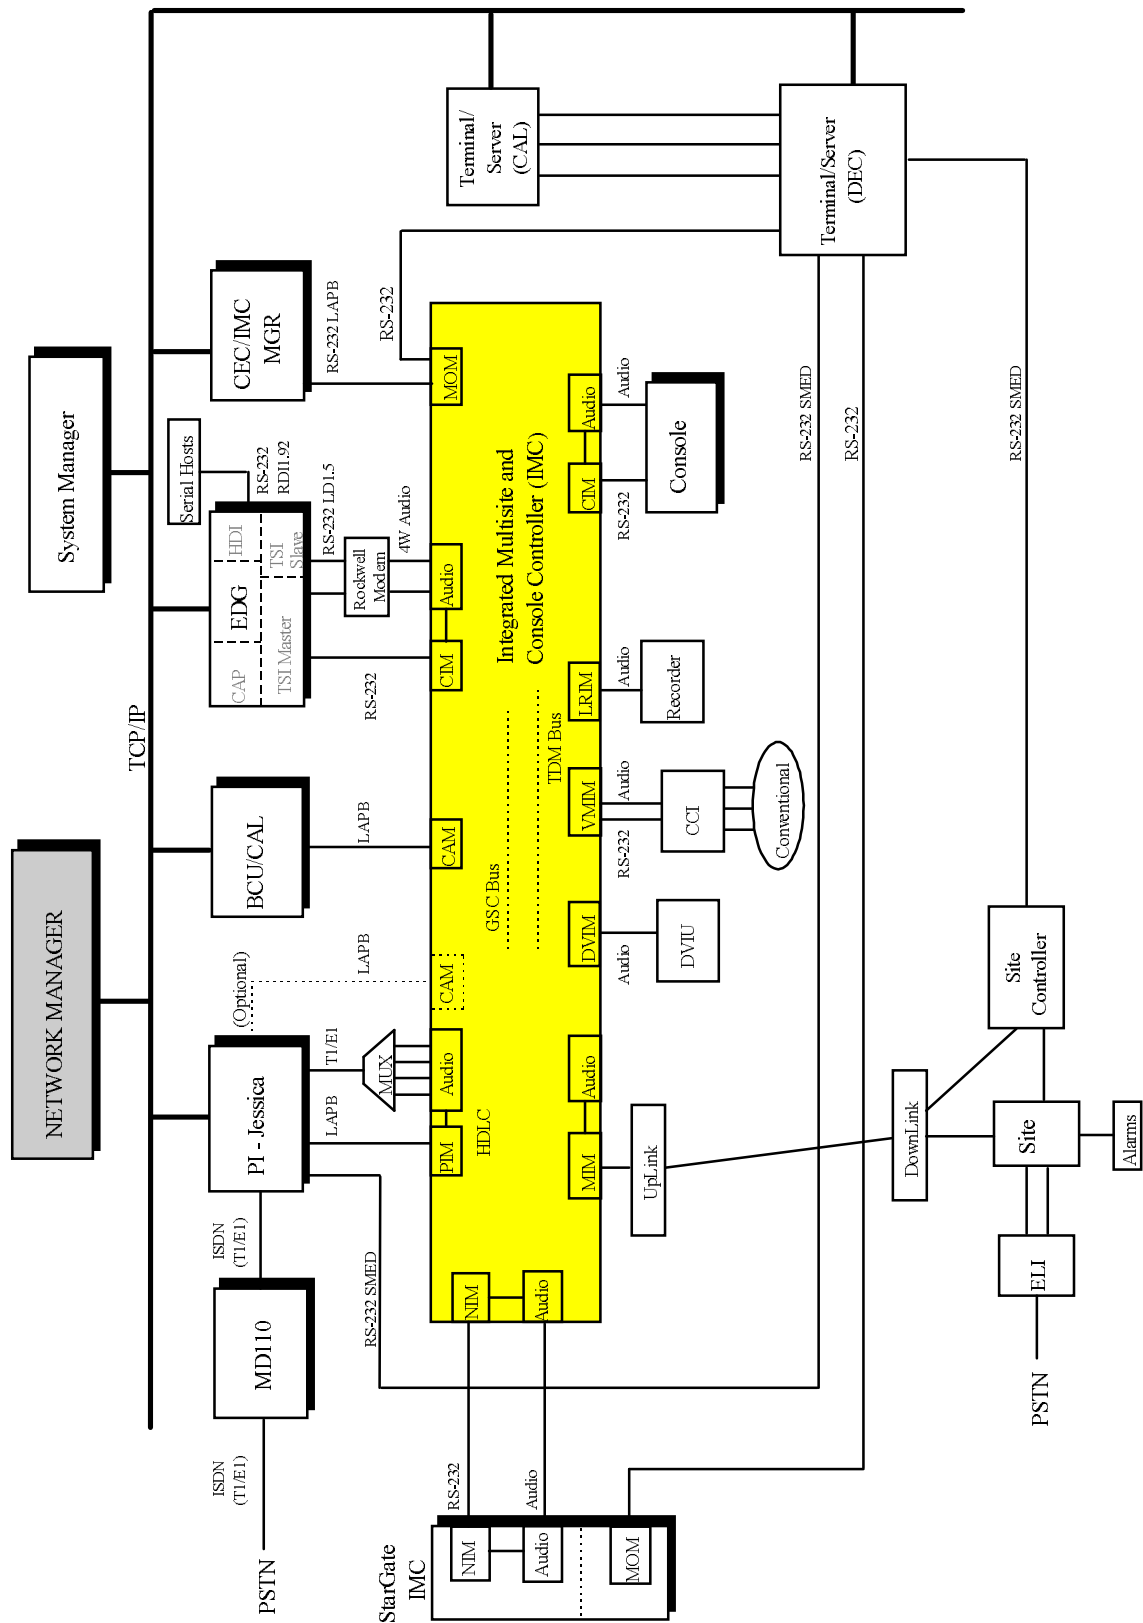 NETWORK MANAGER
System Manager
TCP/IP
PSTN
ISDN
(T1/E1)
MD110
ISDN
(T1/E1)
PI - Jessica
(Optional)
BCU/CAL
CAP
EDG
HDI
TSI Master
TSI
Slave
Serial Hosts
RS-232
RDI1.92
CEC/IMC
MGR
Terminal/
Server
(CAL)
Terminal/Server
(DEC)
RS-232 SMED
LAPB
T1/E1
MUX
LAPB
LAPB
RS-232
RS-232 LD1.5
Rockwell
Modem
4W Audio
RS-232 LAPB
RS-232
StarGate
IMC
NIM
Audio
MOM
RS-232
Audio
NIM
Audio
PIM
Audio
HDLC
CAM
CAM
CIM
Audio
MOM
GSC Bus
TDM Bus
Integrated Multisite and
Console Controller (IMC)
MIM
Audio
DVIM
VMIM
LRIM
CIM
Audio
UpLink
Audio
DVIU
RS-232
Audio
CCI
Conventional
Audio
Recorder
RS-232
Audio
Console
RS-232 SMED
RS-232
RS-232 SMED
DownLink
Site
Controller
Site
Alarms
ELI
PSTN